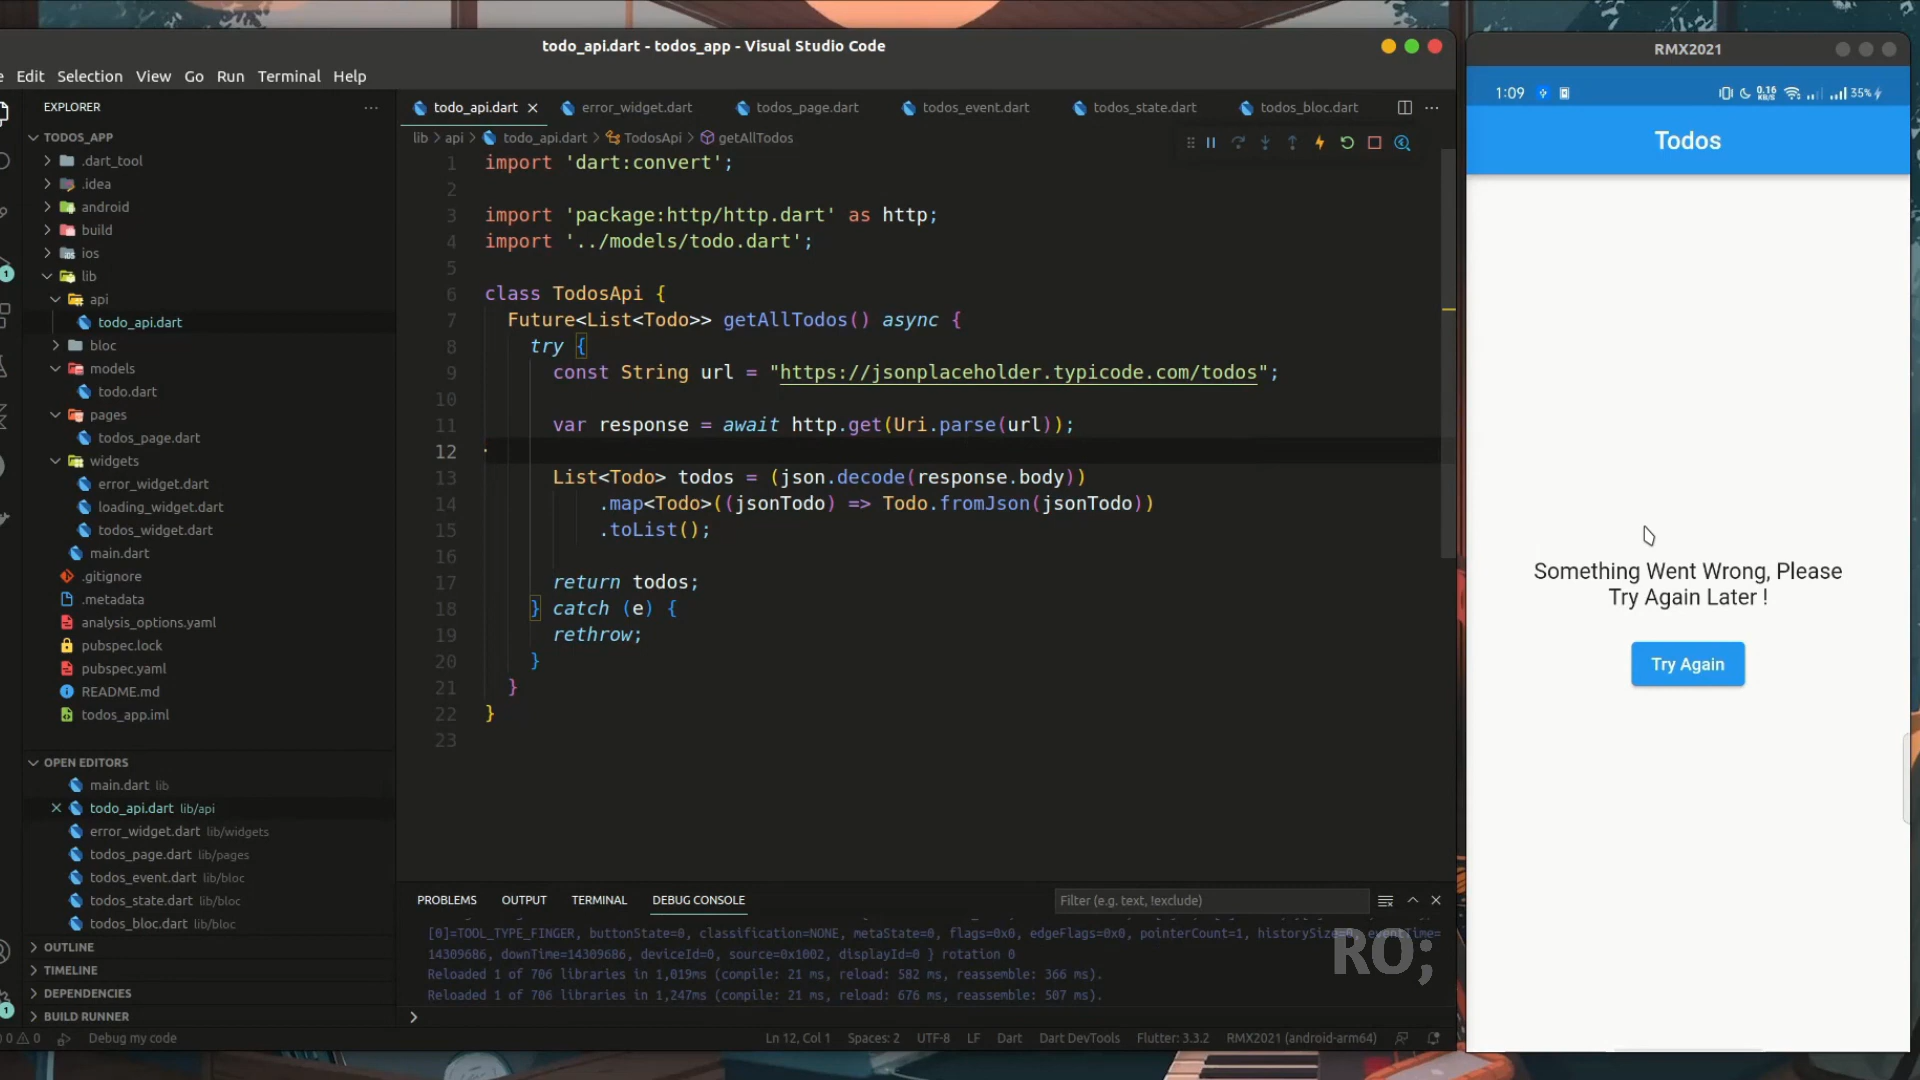 todo_api.dart - todos_app - Visual Studio Code
Edit Selection View Go Run Terminal Help
EXPLORER
TODOS_APP
.dart_tool
.idea
android
build
ios
lib
api
todo_api.dart
bloc
models
todo.dart
pages
todos_page.dart
widgets
error_widget.dart
loading_widget.dart
todos_widget.dart
main.dart
.gitignore
.metadata
analysis_options.yaml
pubspec.lock
pubspec.yaml
README.md
todos_app.iml
OPEN EDITORS
main.dart lib
todo_api.dart lib/api
error_widget.dart lib/widgets
todos_page.dart lib/pages
todos_event.dart lib/bloc
todos_state.dart lib/bloc
todos_bloc.dart lib/bloc
OUTLINE
TIMELINE
DEPENDENCIES
BUILD RUNNER
todo_api.dart error_widget.dart todos_page.dart todos_event.dart todos_state.dart todos_bloc.dart
lib > api > todo_api.dart > TodosApi > getAllTodos
1 import 'dart:convert';
2
3 import 'package:http/http.dart' as http;
4 import '../models/todo.dart';
5
6 class TodosApi {
7 Future<List<Todo>> getAllTodos() async {
8 try {
9 const String url = "https://jsonplaceholder.typicode.com/todos";
10
11 var response = await http.get(Uri.parse(url));
12
13 List<Todo> todos = (json.decode(response.body))
14 .map<Todo>((jsonTodo) => Todo.fromJson(jsonTodo))
15 .toList();
16
17 return todos;
18 } catch (e) {
19 rethrow;
20 }
21 }
22 }
23
PROBLEMS OUTPUT TERMINAL DEBUG CONSOLE
Filter (e.g. text, !exclude)
[0]=TOOL_TYPE_FINGER, buttonState=0, classification=NONE, metaState=0, flags=0x0, edgeFlags=0x0, pointerCount=1, historySize=0, eventTime=
14309686, downTime=14309686, deviceId=0, source=0x1002, displayId=0 } rotation 0
Reloaded 1 of 706 libraries in 1,019ms (compile: 21 ms, reload: 582 ms, reassemble: 366 ms).
Reloaded 1 of 706 libraries in 1,247ms (compile: 21 ms, reload: 676 ms, reassemble: 507 ms).
RO;
0 0 Debug my code
Ln 12, Col 1 Spaces: 2 UTF-8 LF Dart Dart DevTools Flutter: 3.3.2 RMX2021 (android-arm64)
RMX2021
1:09 0.16 KB/S 35%
Todos
Something Went Wrong, Please
Try Again Later !
Try Again